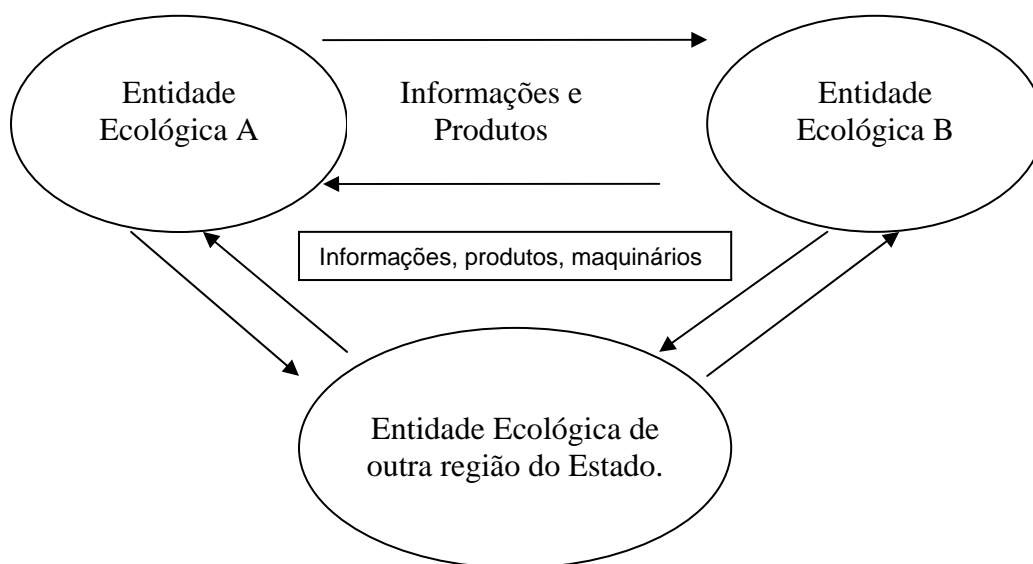 Entidade
Ecológica A
Informações e
Produtos
Entidade
Ecológica B
Informações, produtos, maquinários
Entidade Ecológica de
outra região do Estado.